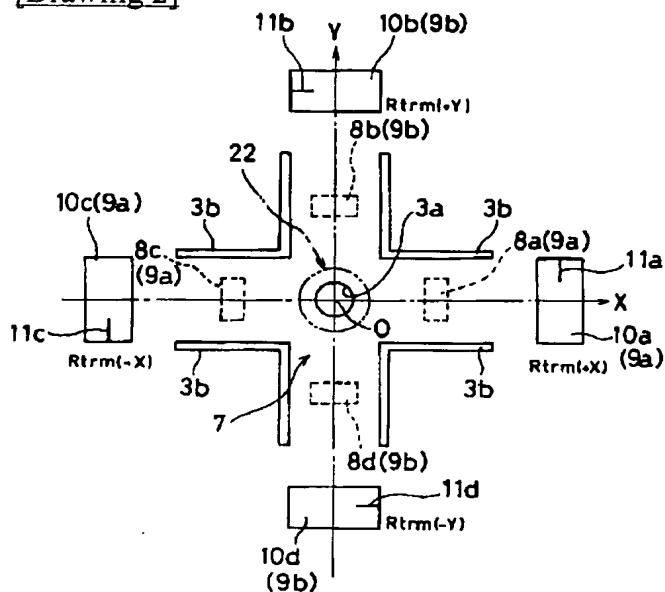 [Drawing 2]
11b
10b(9b)
Y
Rtrm(+Y)
8b(9b)
22
10c(9a)
3b
3a
3b
8c
(9a)
8a(9a)
11a
X
11c
O
10a
(9a)
Rtrm(-X)
3b
3b
Rtrm(+X)
7
8d(9b)
11d
Rtrm(-Y)
10d
(9b)